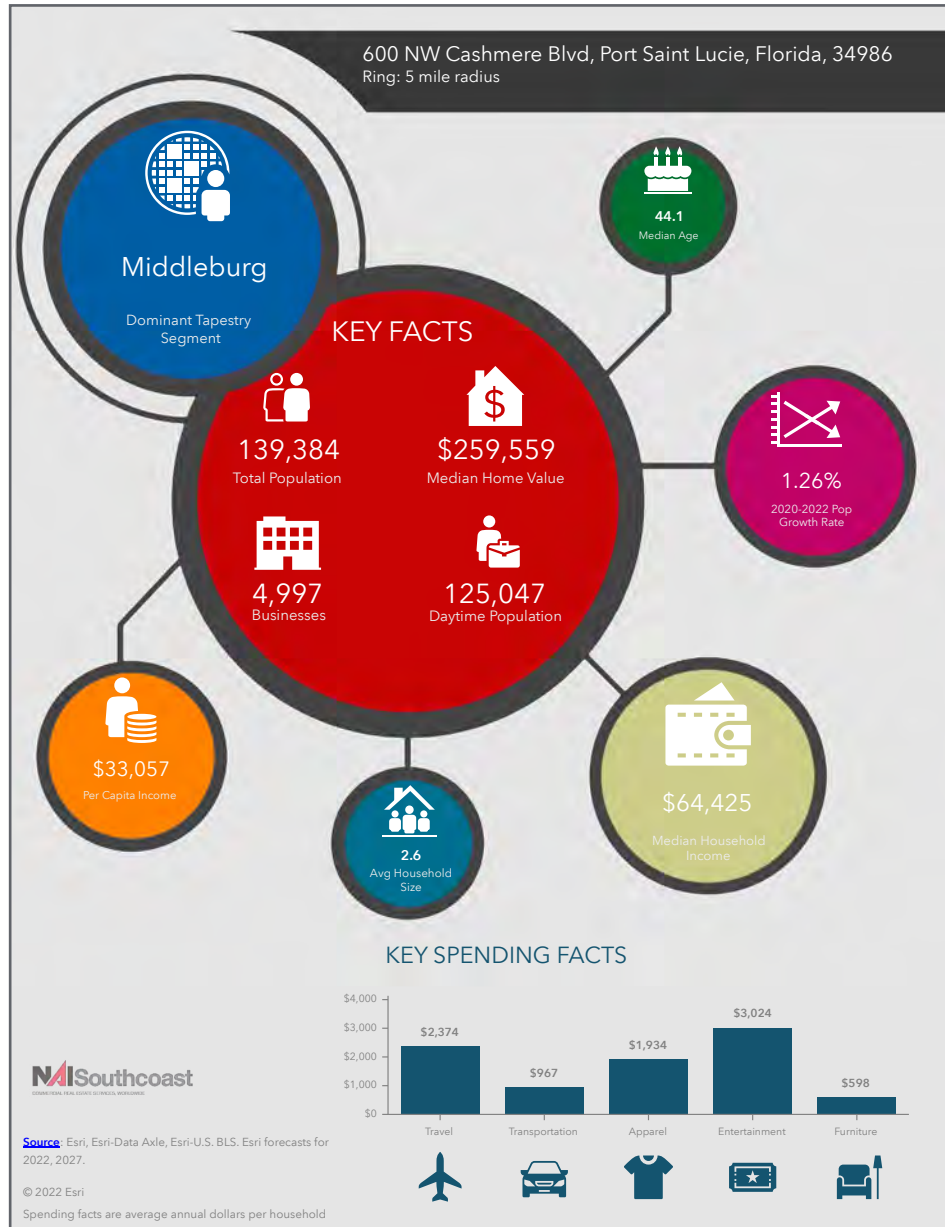 600 NW Cashmere Blvd, Port Saint Lucie, Florida, 34986
Ring: 5 mile radius
Middleburg
Dominant Tapestry
Segment
44.1
Median Age
KEY FACTS
139,384
Total Population
$
$259,559
Median Home Value
4,997
Businesses
125,047
Daytime Population
1.26%
2020-2022 Pop
Growth Rate
$33,057
Per Capita Income
2.6
Avg Household
Size
$64,425
Median Household
Income
KEY SPENDING FACTS
$4,000
$3,000
$2,000
$1,000
$0
$2,374
$967
$1,934
$3,024
$598
Travel
Transportation
Apparel
Entertainment
Furniture
NAISouthcoast
COMMERCIAL REAL ESTATE SERVICES, WORLDWIDE.
Source: Esri, Esri-Data Axle, Esri-U.S. BLS. Esri forecasts for
2022, 2027.
© 2022 Esri
Spending facts are average annual dollars per household